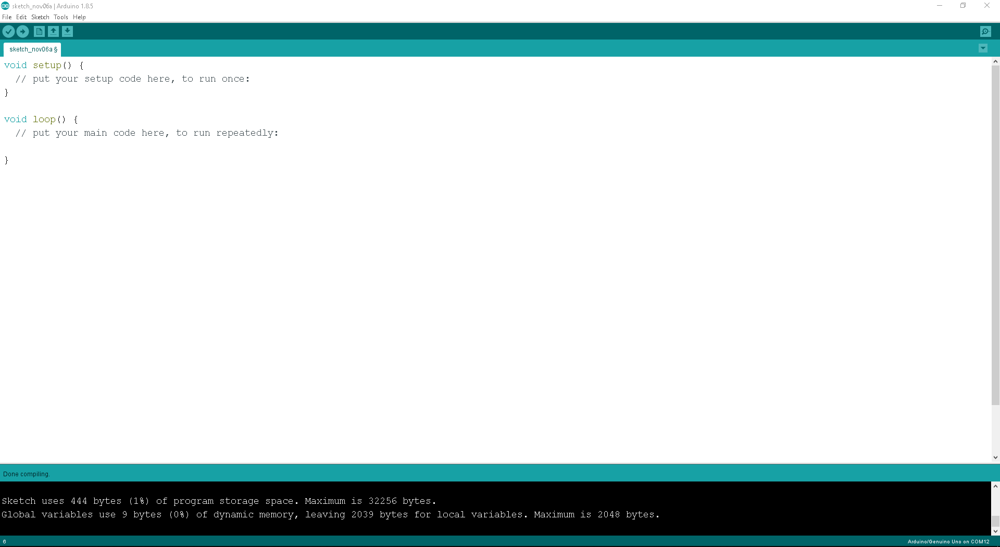 sketch_nov06a | Arduino 1.8.5
File Edit Sketch Tools Help
sketch_nov06a §
void setup() {
  // put your setup code here, to run once:
}
void loop() {
  // put your main code here, to run repeatedly:
}
Done compiling.
Sketch uses 444 bytes (1%) of program storage space. Maximum is 32256 bytes.
Global variables use 9 bytes (0%) of dynamic memory, leaving 2039 bytes for local variables. Maximum is 2048 bytes.
6 Arduino/Genuino Uno on COM12